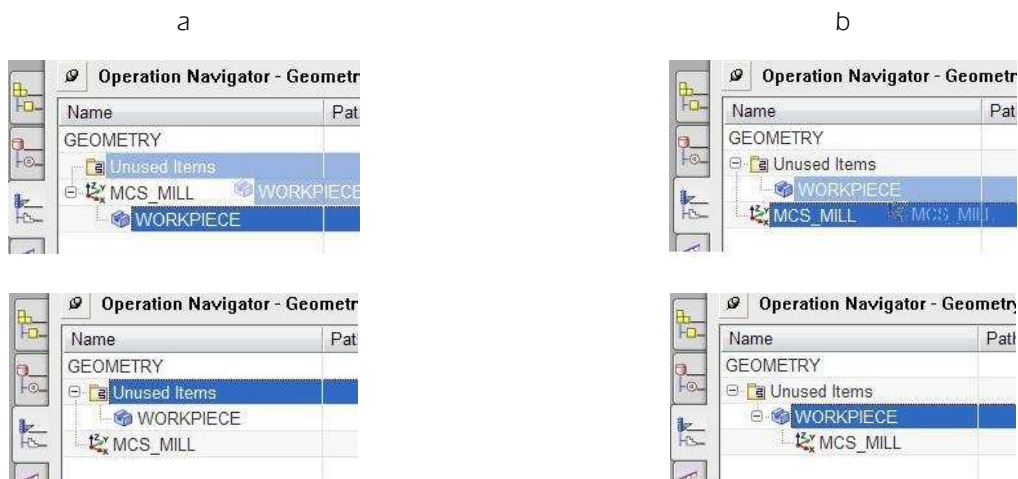 a
b
Operation Navigator - Geometr
Name Pat
GEOMETRY
Unused Items
MCS_MILL WORKPIECE
WORKPIECE
Operation Navigator - Geometr
Name Pat
GEOMETRY
Unused Items
WORKPIECE
MCS_MILL MCS_MILL
Operation Navigator - Geometr
Name Pat
GEOMETRY
Unused Items
WORKPIECE
MCS_MILL
Operation Navigator - Geometry
Name Path
GEOMETRY
Unused Items
WORKPIECE
MCS_MILL